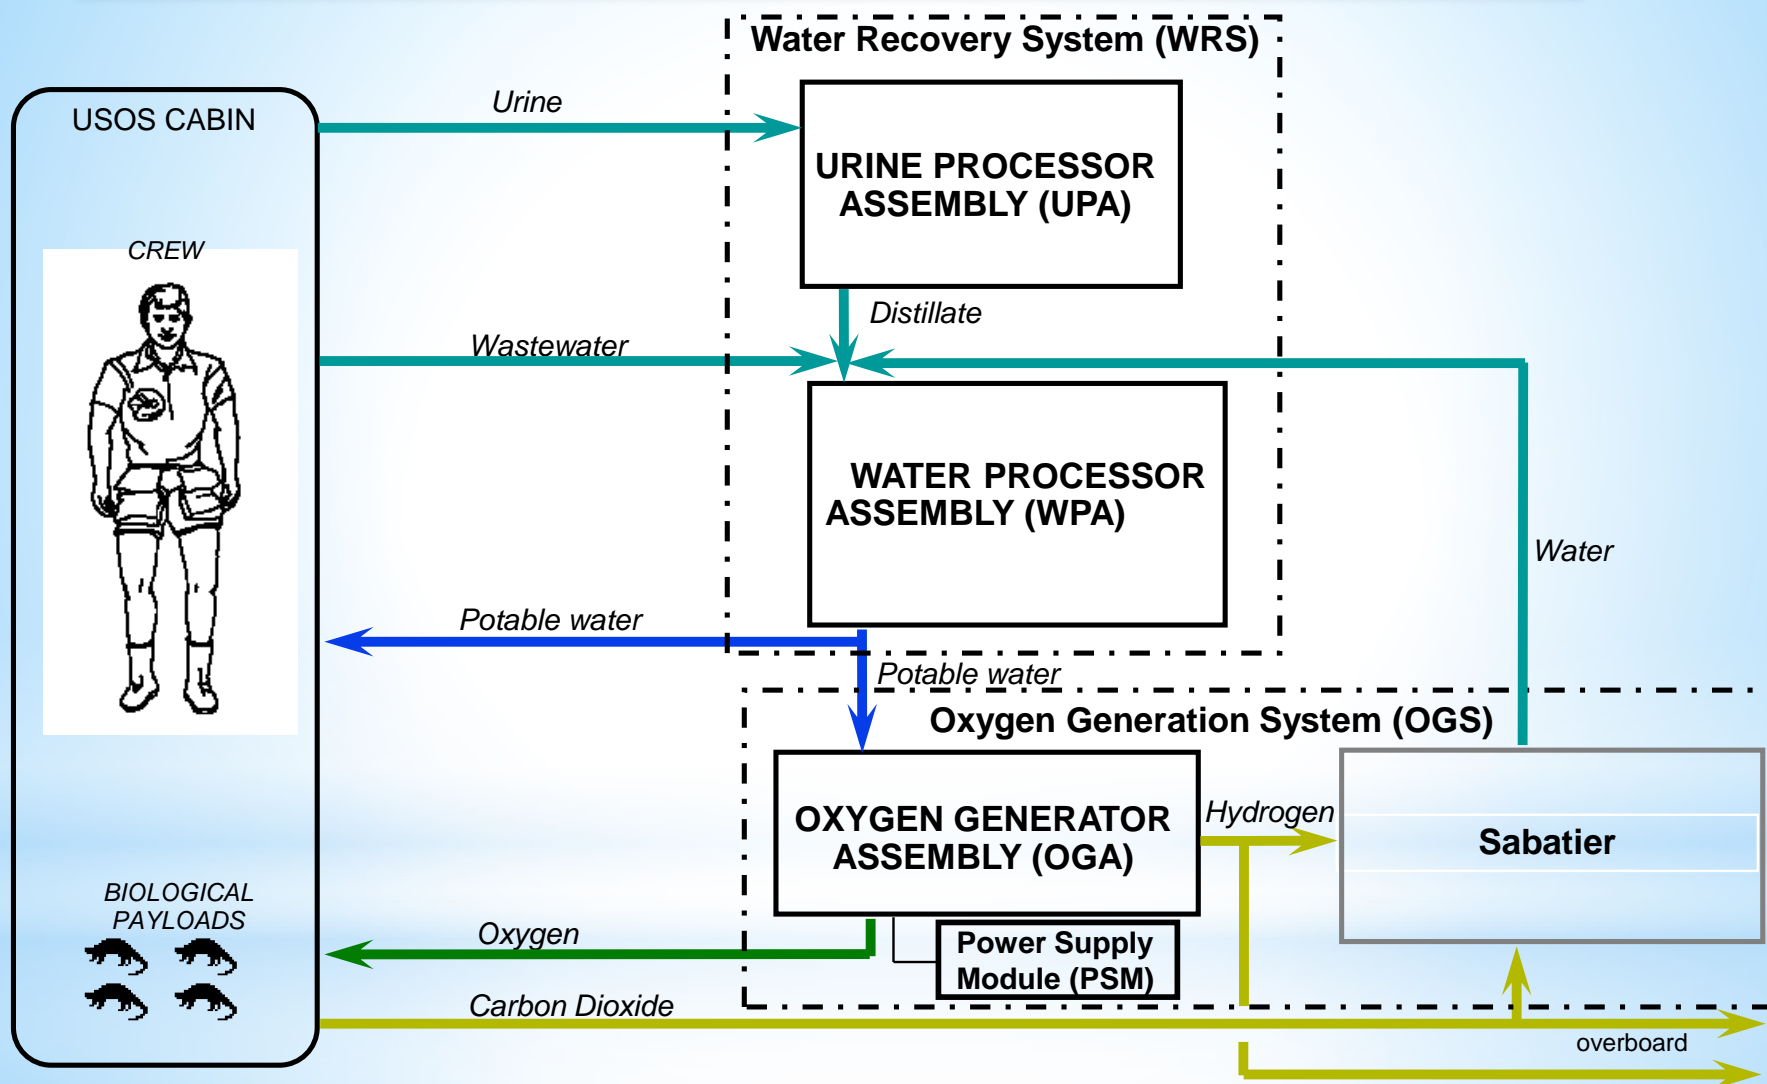 Water Recovery System (WRS)
USOS CABIN
Urine
URINE PROCESSOR
ASSEMBLY (UPA)
CREW
Distillate
Wastewater
WATER PROCESSOR
ASSEMBLY (WPA)
Water
Potable water
Potable water
Oxygen Generation System (OGS)
Hydrogen
OXYGEN GENERATOR
ASSEMBLY (OGA)
Sabatier
BIOLOGICAL
PAYLOADS
Oxygen
Power Supply
Module (PSM)
Carbon Dioxide
overboard